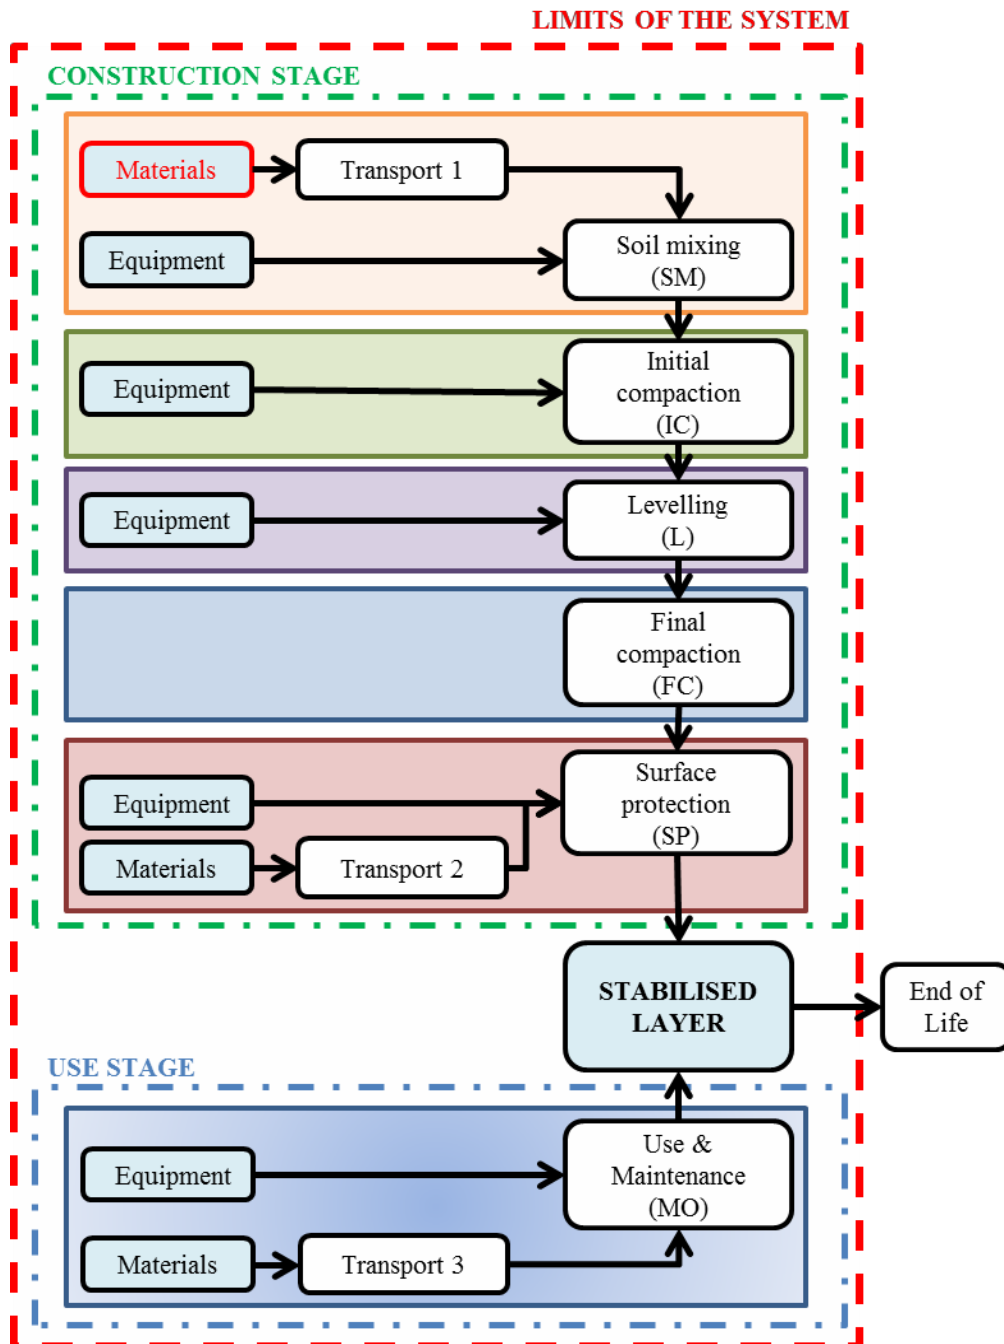 LIMITS OF THE SYSTEM
CONSTRUCTION STAGE
Materials
Transport 1
Equipment
Soil mixing
(SM)
Equipment
Initial
compaction
(IC)
Equipment
Levelling
(L)
Final
compaction
(FC)
Equipment
Surface
protection
(SP)
Materials
Transport 2
STABILISED
LAYER
End of
Life
USE STAGE
Equipment
Use &
Maintenance
(MO)
Materials
Transport 3